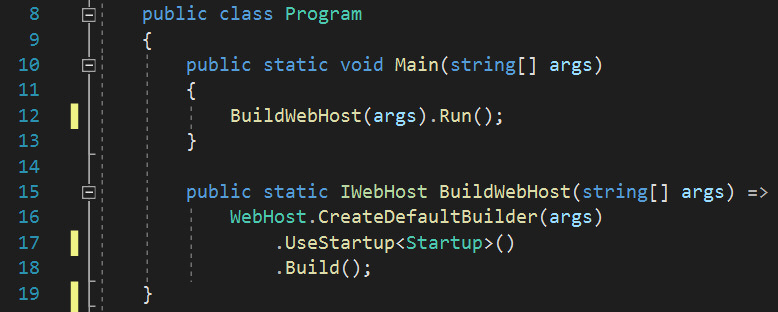 8 public class Program
9 {
10 public static void Main(string[] args)
11 {
12 BuildWebHost(args).Run();
13 }
14
15 public static IWebHost BuildWebHost(string[] args) =>
16 WebHost.CreateDefaultBuilder(args)
17 .UseStartup<Startup>()
18 .Build();
19 }